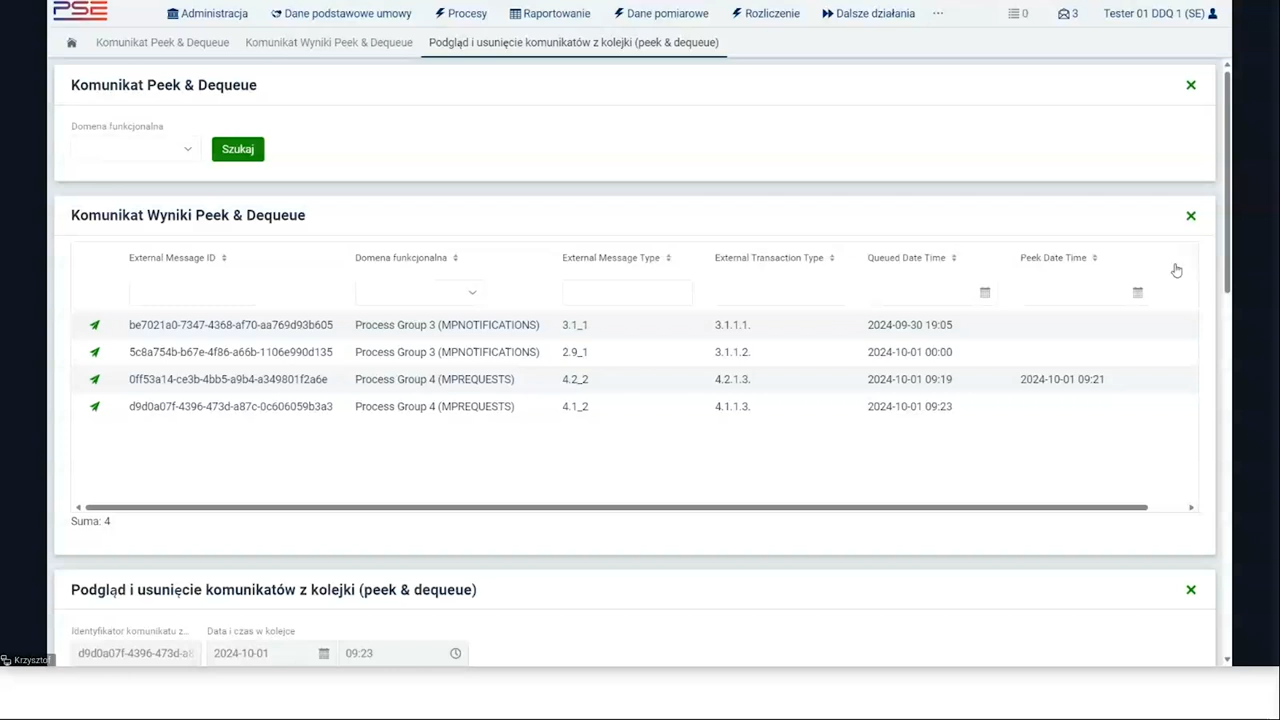 PSE Administracja Dane podstawowe umowy Procesy Raportowanie Dane pomiarowe Rozliczenie Dalsze działania ... 0 3 Tester 01 DDQ 1 (SE)
Komunikat Peek & Dequeue Komunikat Wyniki Peek & Dequeue Podgląd i usunięcie komunikatów z kolejki (peek & dequeue)
Komunikat Peek & Dequeue
Domena funkcjonalna
Szukaj
Komunikat Wyniki Peek & Dequeue
External Message ID Domena funkcjonalna External Message Type External Transaction Type Queued Date Time Peek Date Time
be7021a0-7347-4368-af70-aa769d93b605 Process Group 3 (MPNOTIFICATIONS) 3.1_1 3.1.1.1. 2024-09-30 19:05
5c8a754b-b67e-4f86-a66b-1106e990d135 Process Group 3 (MPNOTIFICATIONS) 2.9_1 3.1.1.2. 2024-10-01 00:00
0ff53a14-ce3b-4bb5-a9b4-a349801f2a6e Process Group 4 (MPREQUESTS) 4.2_2 4.2.1.3. 2024-10-01 09:19 2024-10-01 09:21
d9d0a07f-4396-473d-a87c-0c606059b3a3 Process Group 4 (MPREQUESTS) 4.1_2 4.1.1.3. 2024-10-01 09:23
Suma: 4
Podgląd i usunięcie komunikatów z kolejki (peek & dequeue)
Identyfikator komunikatu z... Data i czas w kolejce
d9d0a07f-4396-473d-a8 2024-10-01 09:23
Krzysztof